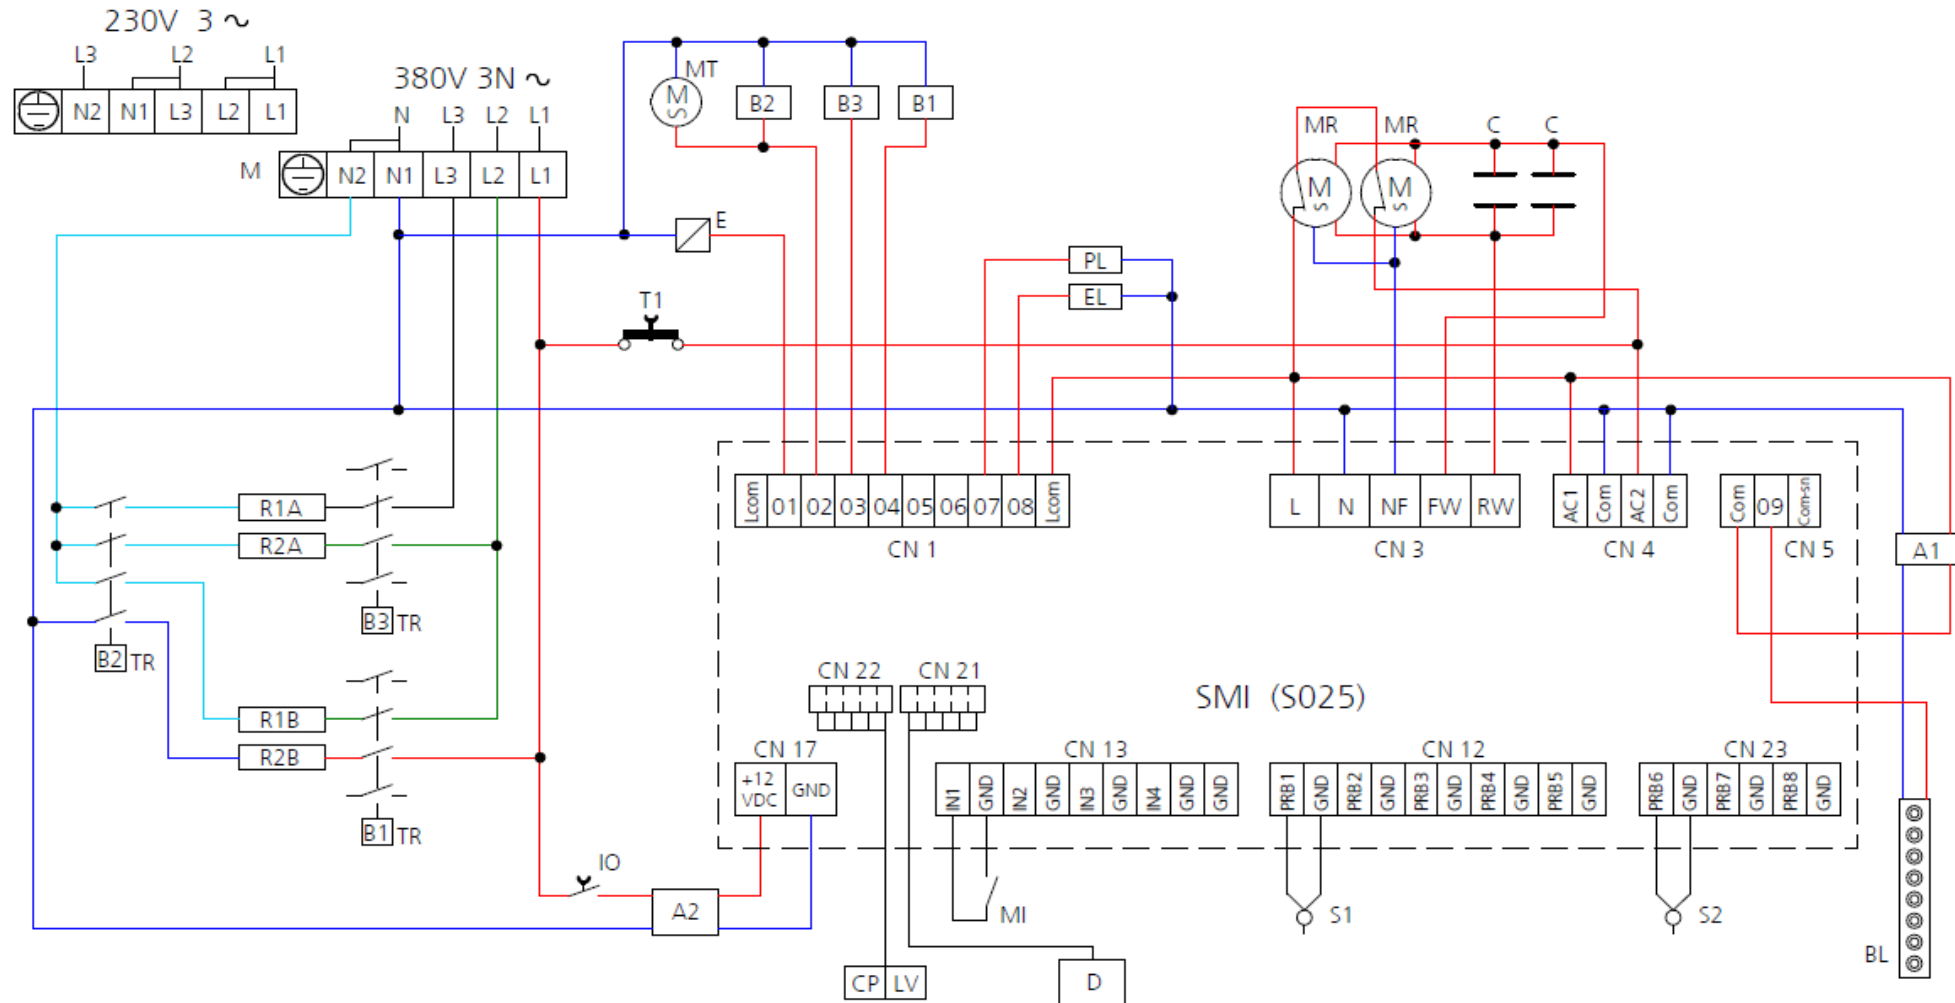 230V 3 ~
L3 L2 L1
N2 N1 L3 L2 L1
380V 3N ~
N L3 L2 L1
M N2 N1 L3 L2 L1
MT
M
S
B2 B3 B1
E
T1
PL
EL
MR MR C C
M M
S S
R1A
R2A
B3 TR
B2 TR
R1B
R2B
B1 TR
Lcom 01 02 03 04 05 06 07 08 Lcom
CN 1
L N NF FW RW
CN 3
AC1 Com AC2 Com
CN 4
Com 09 Com-sn
CN 5
A1
CN 22 CN 21
SMI (S025)
CN 17
+12 VDC GND
CN 13
IN1 GND IN2 GND IN3 GND IN4 GND GND
CN 12
PRB1 GND PRB2 GND PRB3 GND PRB4 GND PRB5 GND
CN 23
PRB6 GND PRB7 GND PRB8 GND
IO
A2
MI
S1
S2
BL
CP LV
D